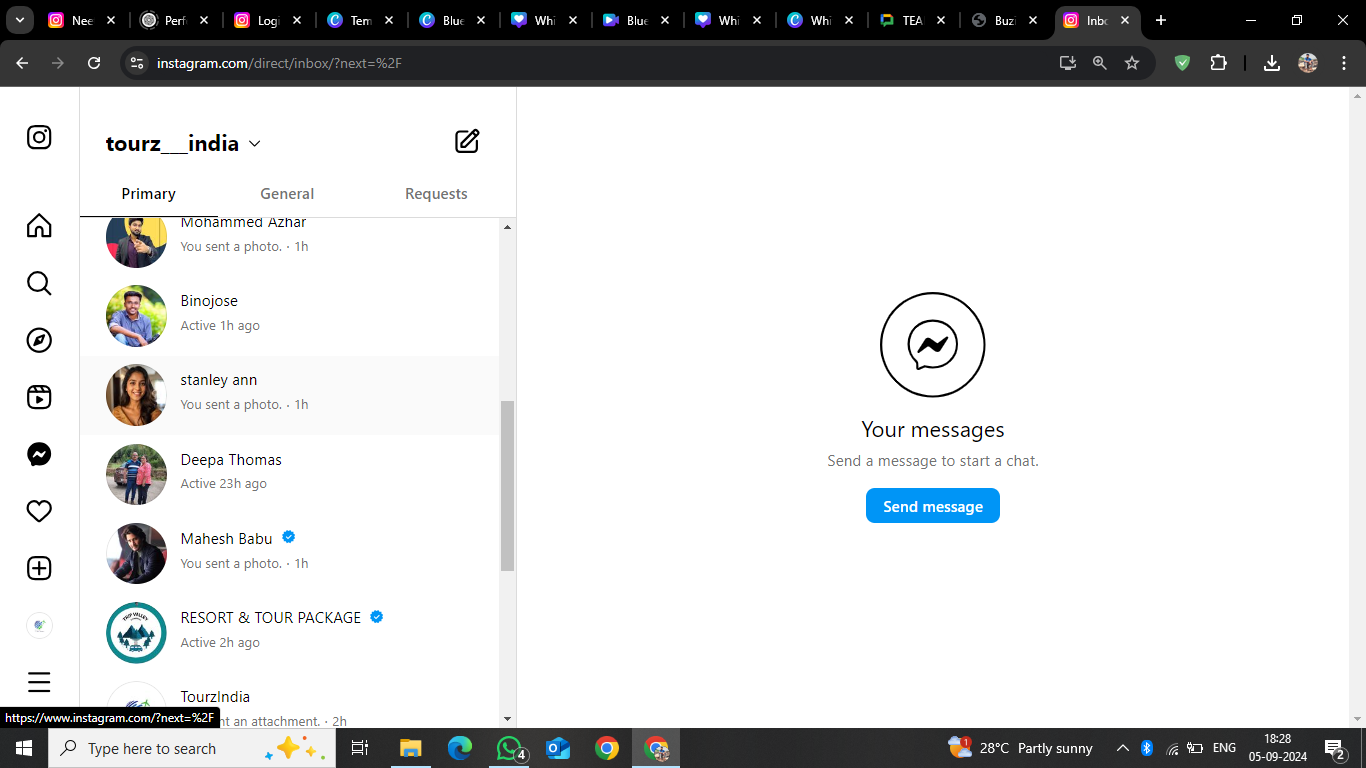 Nee
Perf
Logi
Tem
Blue
Whi
Blue
Whi
Whi
TEA
Buzi
Inbo
instagram.com/direct/inbox/?next=%2F
tourz___india
Primary
General
Requests
Mohammed Azhar
You sent a photo. · 1h
Binojose
Active 1h ago
stanley ann
You sent a photo. · 1h
Deepa Thomas
Active 23h ago
Mahesh Babu
You sent a photo. · 1h
TRIP VALLEY
RESORT & TOUR PACKAGE
Active 2h ago
TourzIndia
nt an attachment. · 2h
Your messages
Send a message to start a chat.
Send message
https://www.instagram.com/?next=%2F
Type here to search
4
1
28°C Partly sunny
ENG
18:28
05-09-2024
2